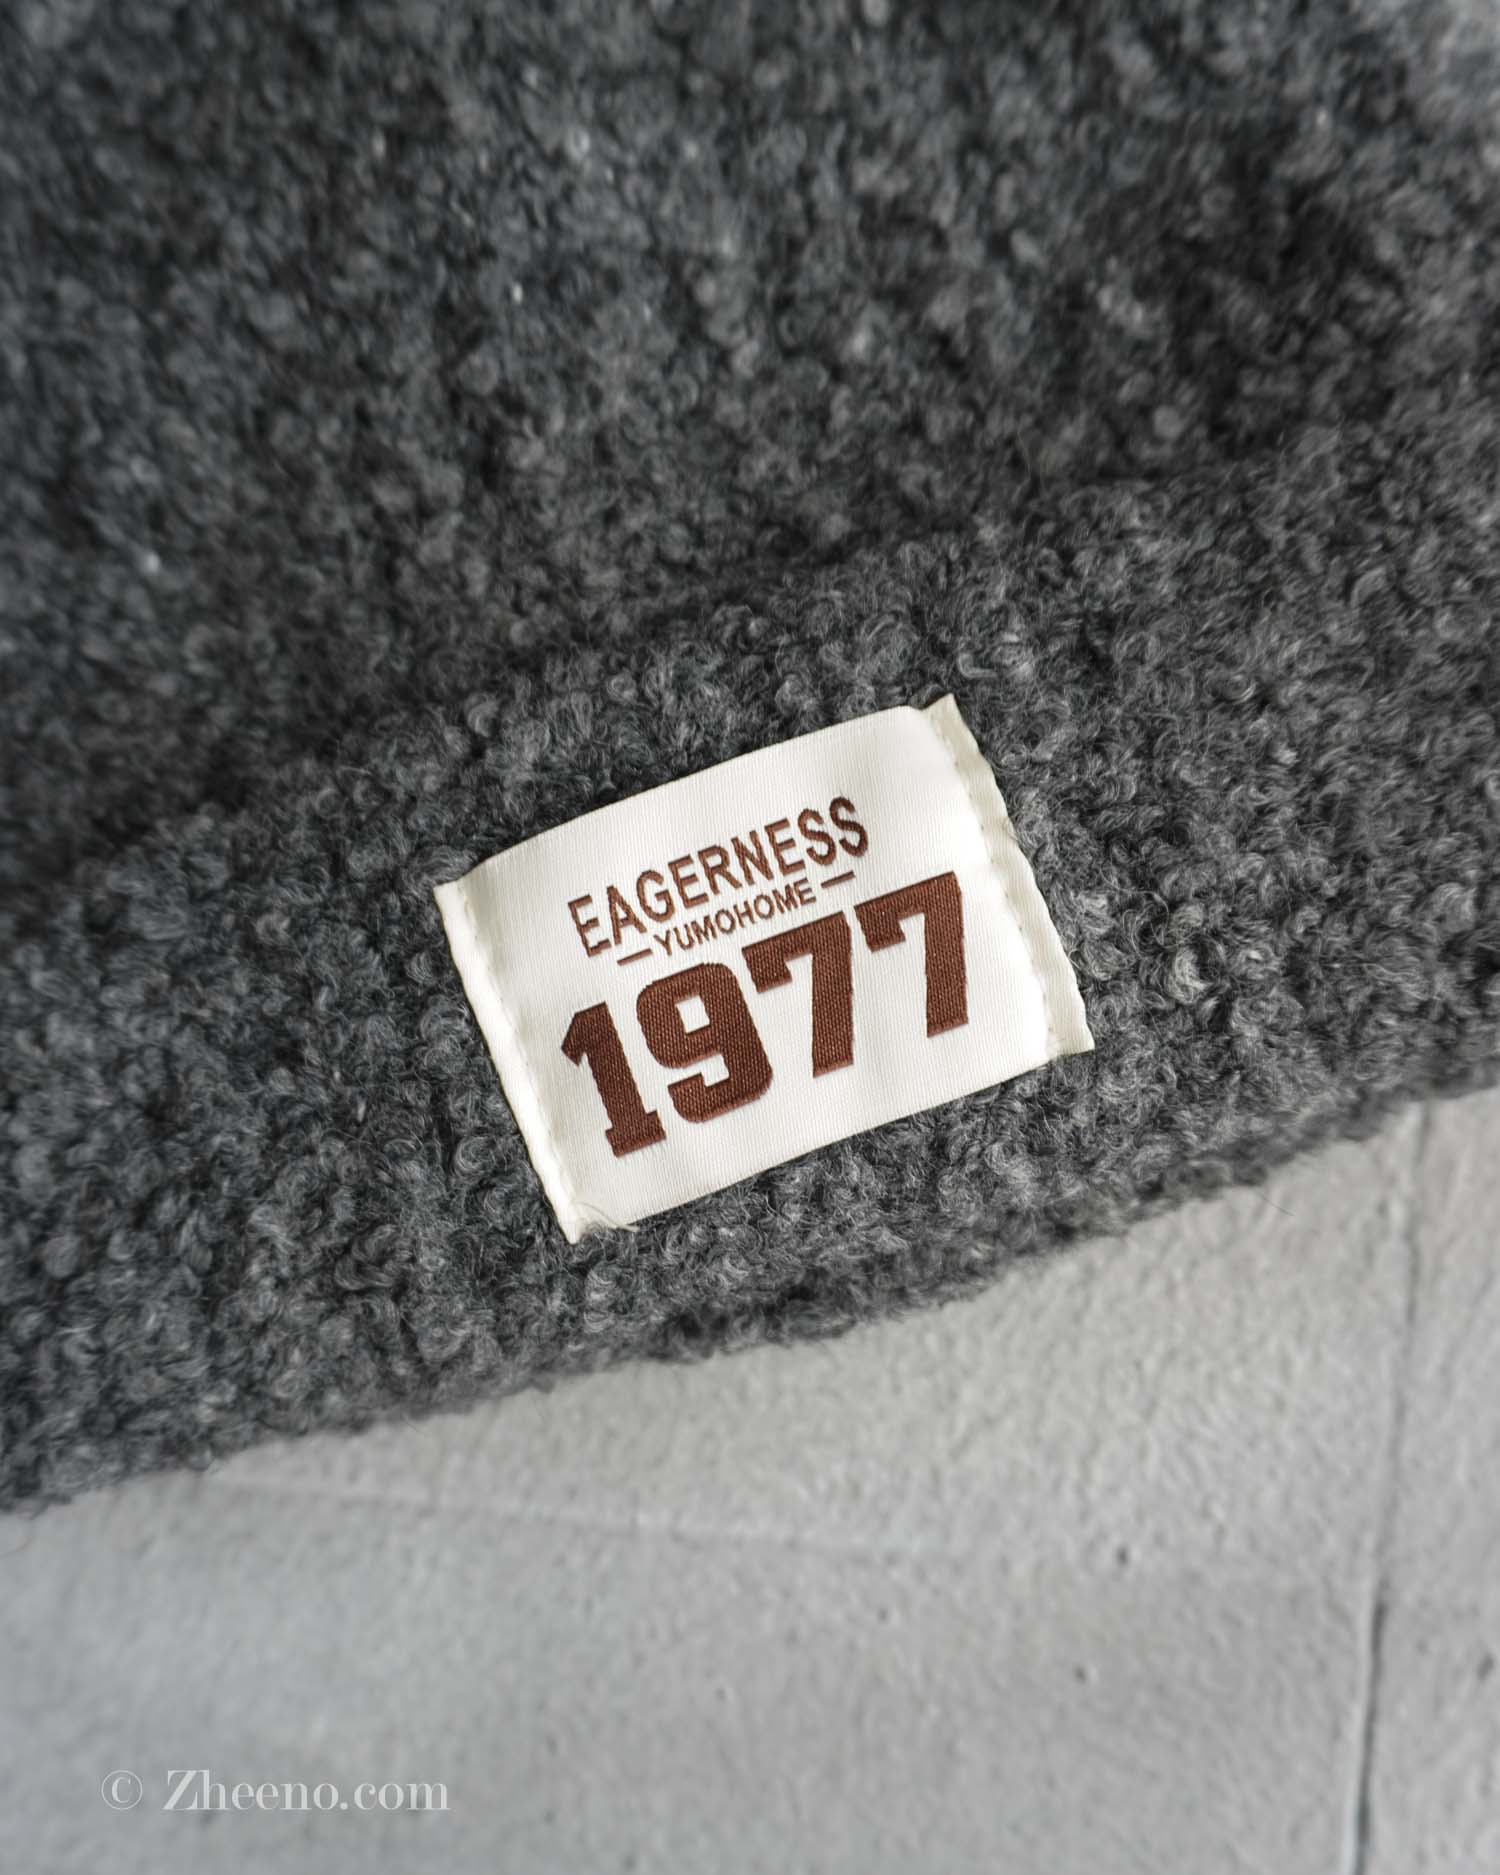 EAGERNESS
— YUMOHOME —
1977
© Zheeno.com